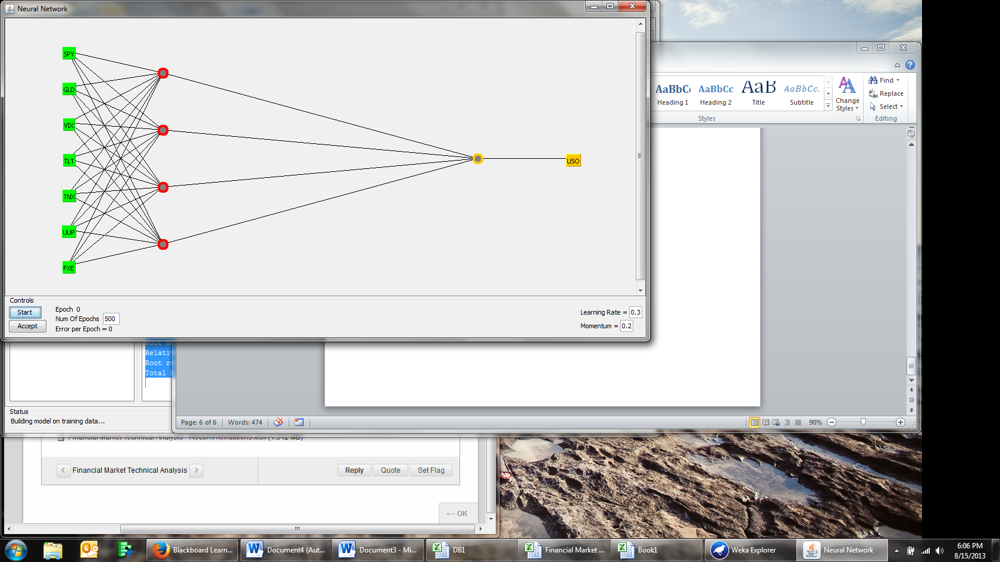 Neural Network
SPY
GLD
VIX
TLT
TNX
UUP
FXE
USO
Controls
Start
Accept
Epoch 0
Num Of Epochs 500
Error per Epoch = 0
Learning Rate = 0.3
Momentum = 0.2
AaBbC AaBbCc AaB AaBbCc.
Heading 1 Heading 2 Title Subtitle
Change
Styles
Styles
Find
Replace
Select
Editing
Root
Relati
Root
Total
Status
Building model on training data...
Page: 6 of 6 Words: 474
90%
Financial Market Technical Analysis - Recommendations.xlsx (1.512 MB)
Financial Market Technical Analysis
Reply Quote Set Flag
←OK
Blackboard Learn...
Document4 (Aut...
Document3 - Mi...
DB1
Financial Market ...
Book1
Weka Explorer
Neural Network
6:06 PM
8/15/2013